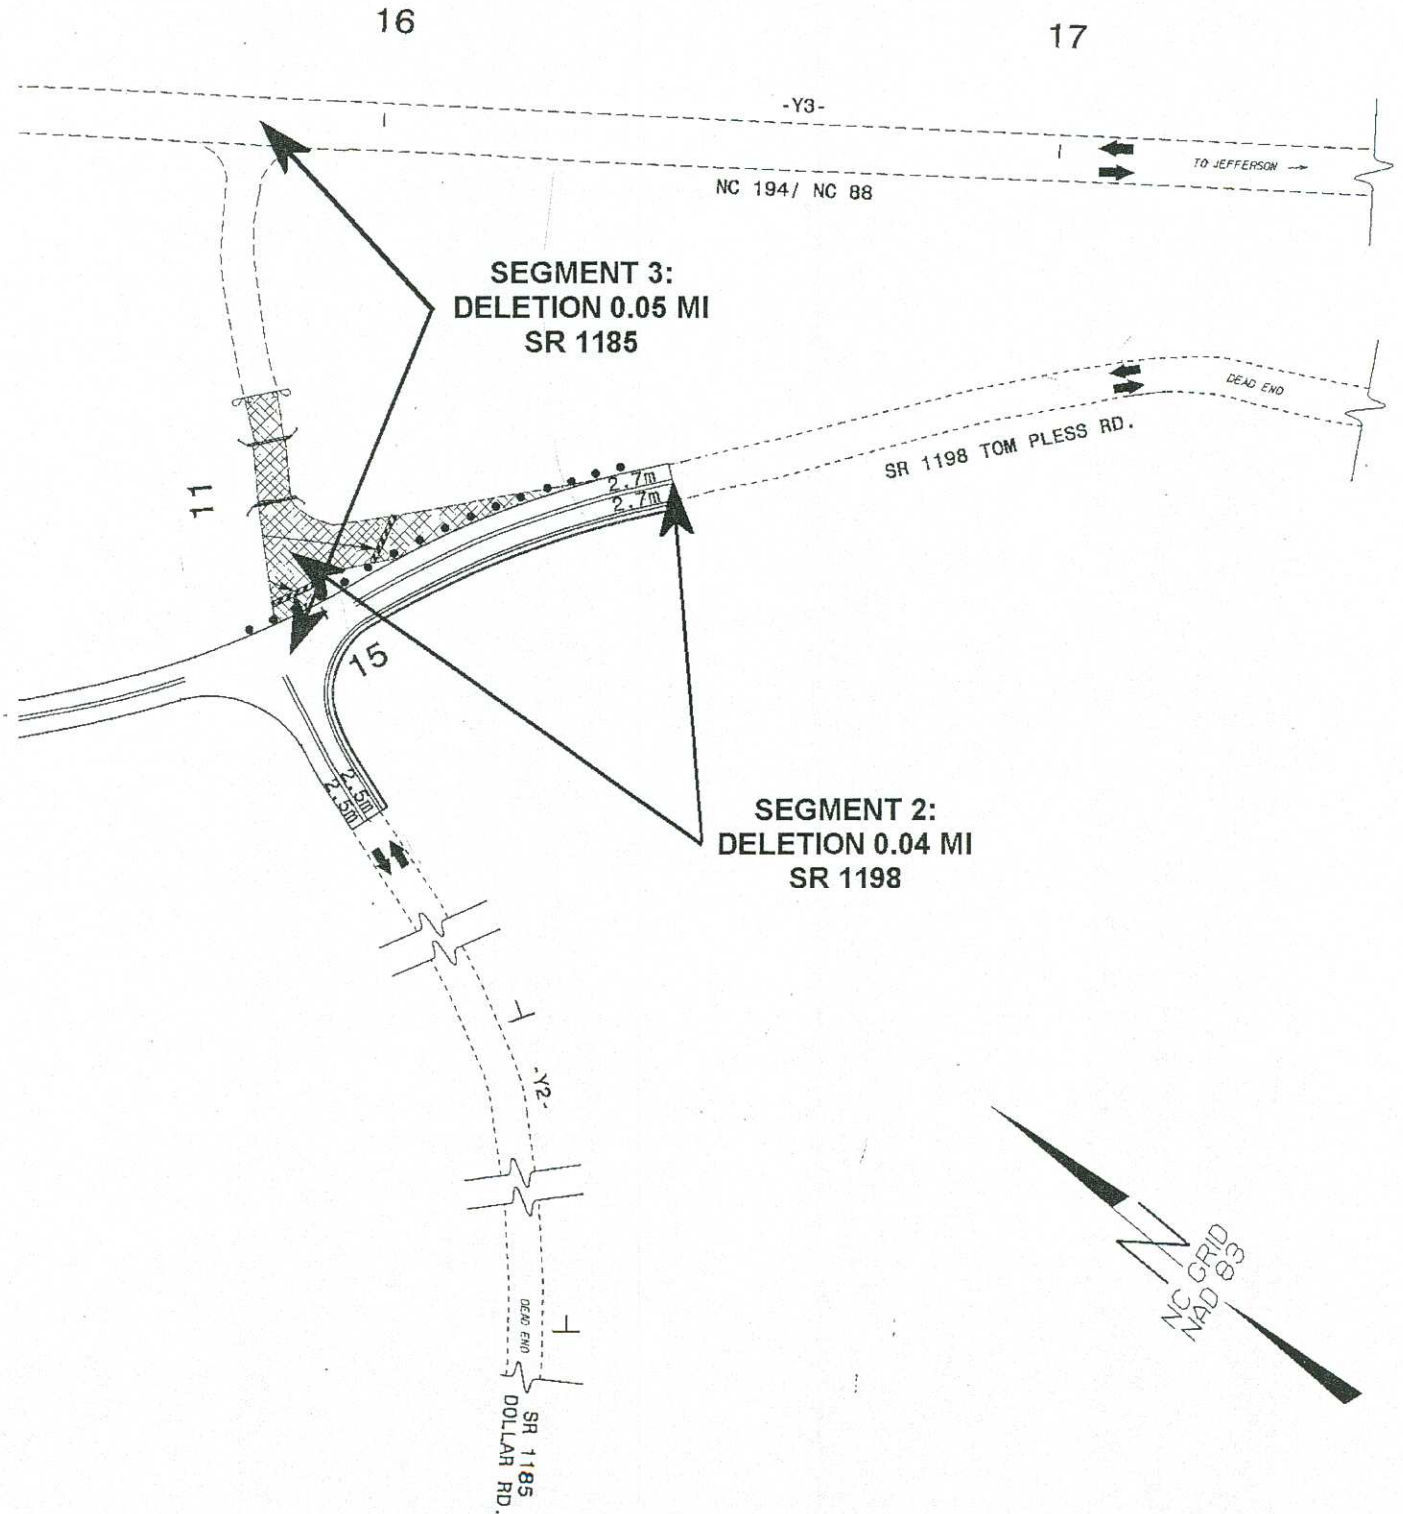 16
17
-Y3-
TO JEFFERSON
NC 194/ NC 88
SEGMENT 3:
DELETION 0.05 MI
SR 1185
DEAD END
SR 1198 TOM PLESS RD.
2.7m
2.7m
11
15
2.5m
2.5m
SEGMENT 2:
DELETION 0.04 MI
SR 1198
-Y2-
NC GRID
NAD 83
DEAD END
SR 1185
DOLLAR RD.